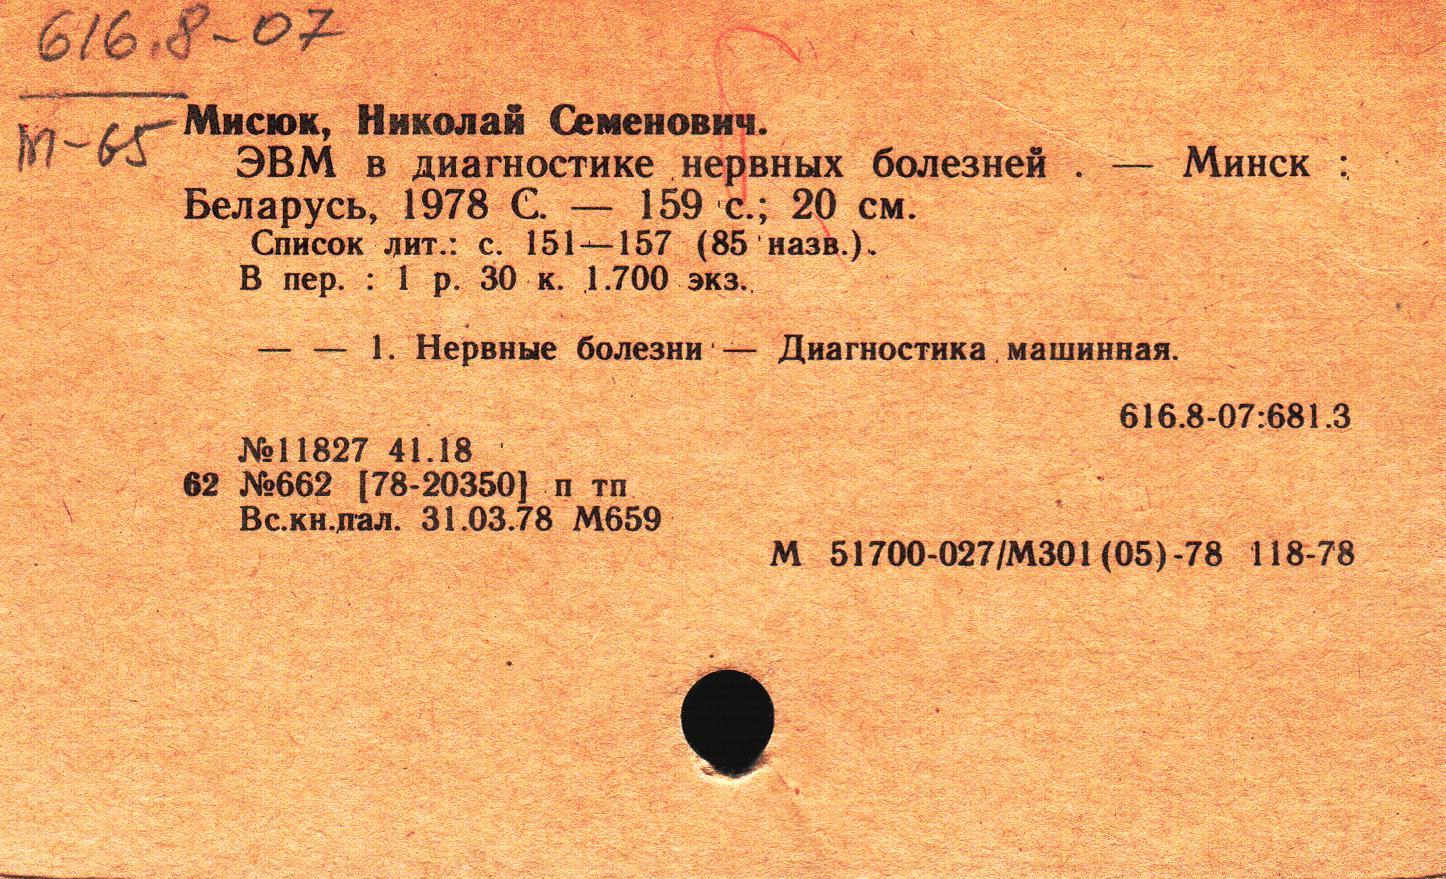 616.8-07
М-65
Мисюк, Николай Семенович.
ЭВМ в диагностике нервных болезней . — Минск :
Беларусь, 1978 С. — 159 с.; 20 см.
Список лит.: с. 151—157 (85 назв.).
В пер. : 1 р. 30 к. 1.700 экз.
— — 1. Нервные болезни — Диагностика машинная.
616.8-07:681.3
№11827 41.18
62 №662 [78-20350] п тп
Вс.кн.пал. 31.03.78 М659
М 51700-027/М301(05)-78 118-78